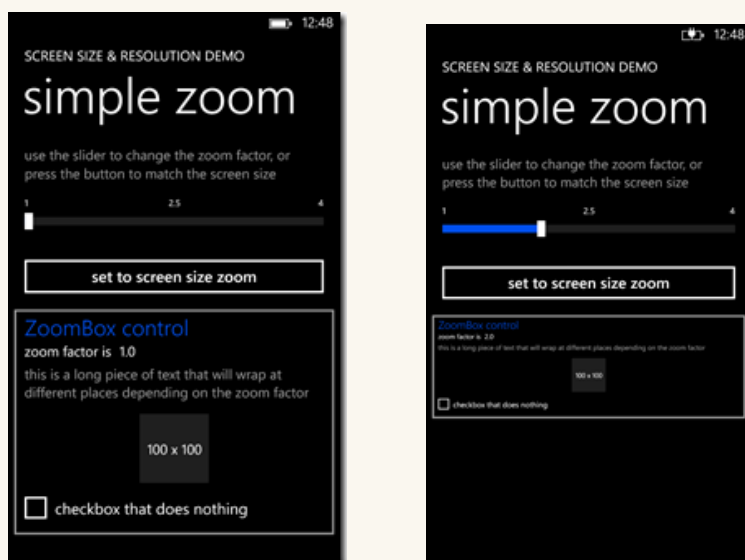 12:48
SCREEN SIZE & RESOLUTION DEMO
simple zoom
use the slider to change the zoom factor, or
press the button to match the screen size
1 2.5 4
set to screen size zoom
ZoomBox control
zoom factor is 1.0
this is a long piece of text that will wrap at
different places depending on the zoom factor
100 x 100
checkbox that does nothing
12:48
SCREEN SIZE & RESOLUTION DEMO
simple zoom
use the slider to change the zoom factor, or
press the button to match the screen size
1 2.5 4
set to screen size zoom
ZoomBox control
zoom factor is 2.0
this is a long piece of text that will wrap at different places depending on the zoom factor
100 x 100
checkbox that does nothing